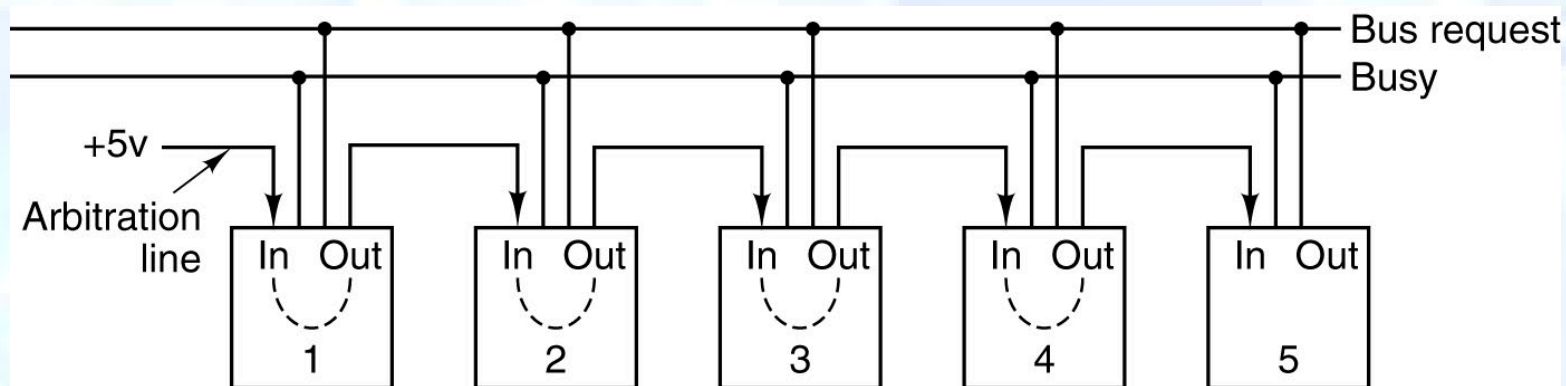 Bus request
Busy
+5v
Arbitration
line
In Out In Out In Out In Out In Out
1 2 3 4 5